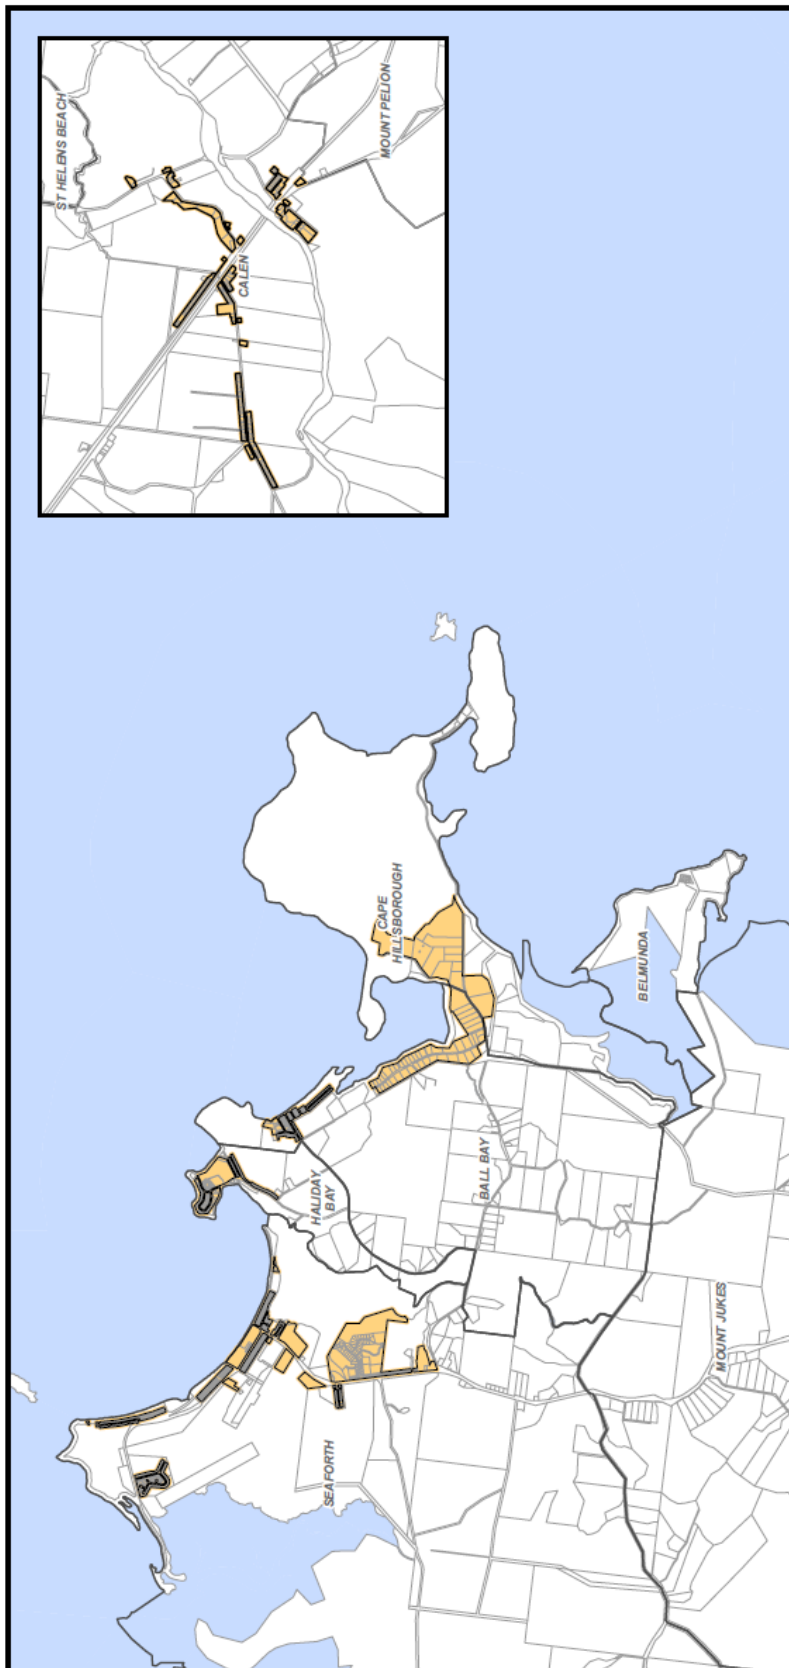 ST HELENS BEACH
MOUNT PELION
CALEN
CAPE
HILLSBOROUGH
BELMUNDA
HALIDAY
BAY
BALL BAY
MOUNT JUKES
SEAFORTH